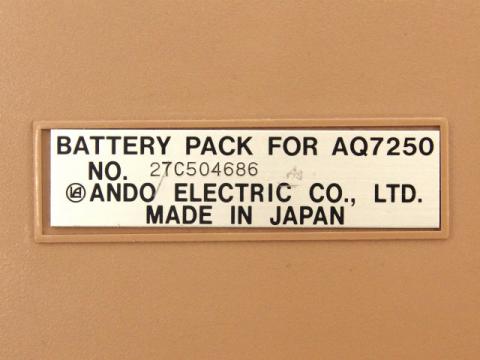 BATTERY PACK FOR AQ7250
NO. 27C504686
ANDO ELECTRIC CO., LTD.
MADE IN JAPAN